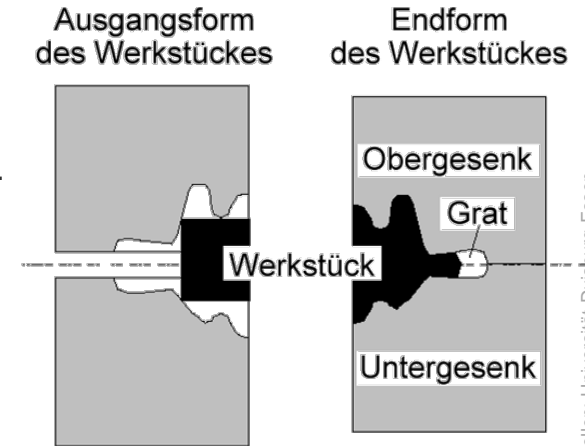 Ausgangsform
des Werkstückes
Endform
des Werkstückes
Obergesenk
Grat
Werkstück
Untergesenk